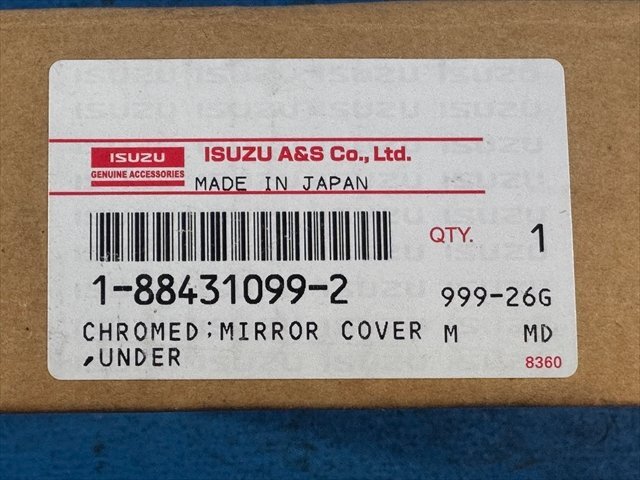 ISUZU
GENUINE ACCESSORIES
ISUZU A&S Co., Ltd.
MADE IN JAPAN
QTY. 1
1-88431099-2
999-26G
CHROMED;MIRROR COVER
M MD
,UNDER
8360